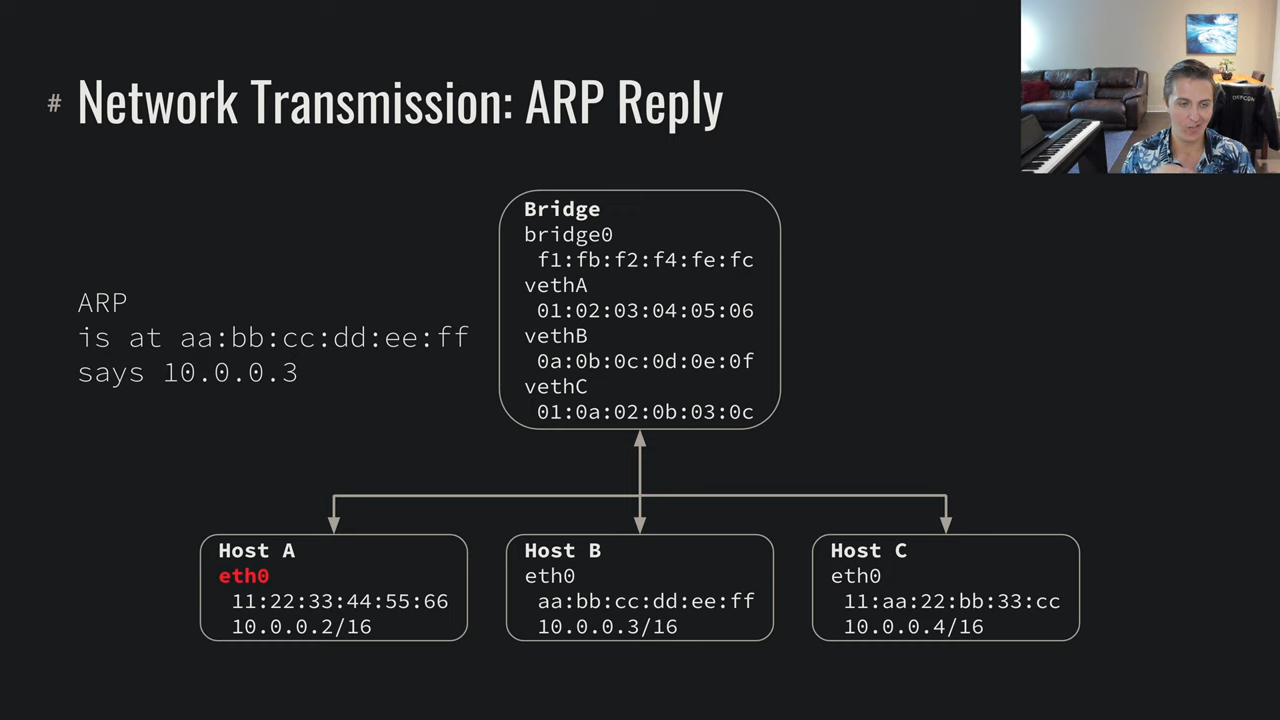 # Network Transmission: ARP Reply
DEFCON
Bridge
bridge0
f1:fb:f2:f4:fe:fc
vethA
01:02:03:04:05:06
vethB
0a:0b:0c:0d:0e:0f
vethC
01:0a:02:0b:03:0c
ARP
is at aa:bb:cc:dd:ee:ff
says 10.0.0.3
Host A
eth0
11:22:33:44:55:66
10.0.0.2/16
Host B
eth0
aa:bb:cc:dd:ee:ff
10.0.0.3/16
Host C
eth0
11:aa:22:bb:33:cc
10.0.0.4/16